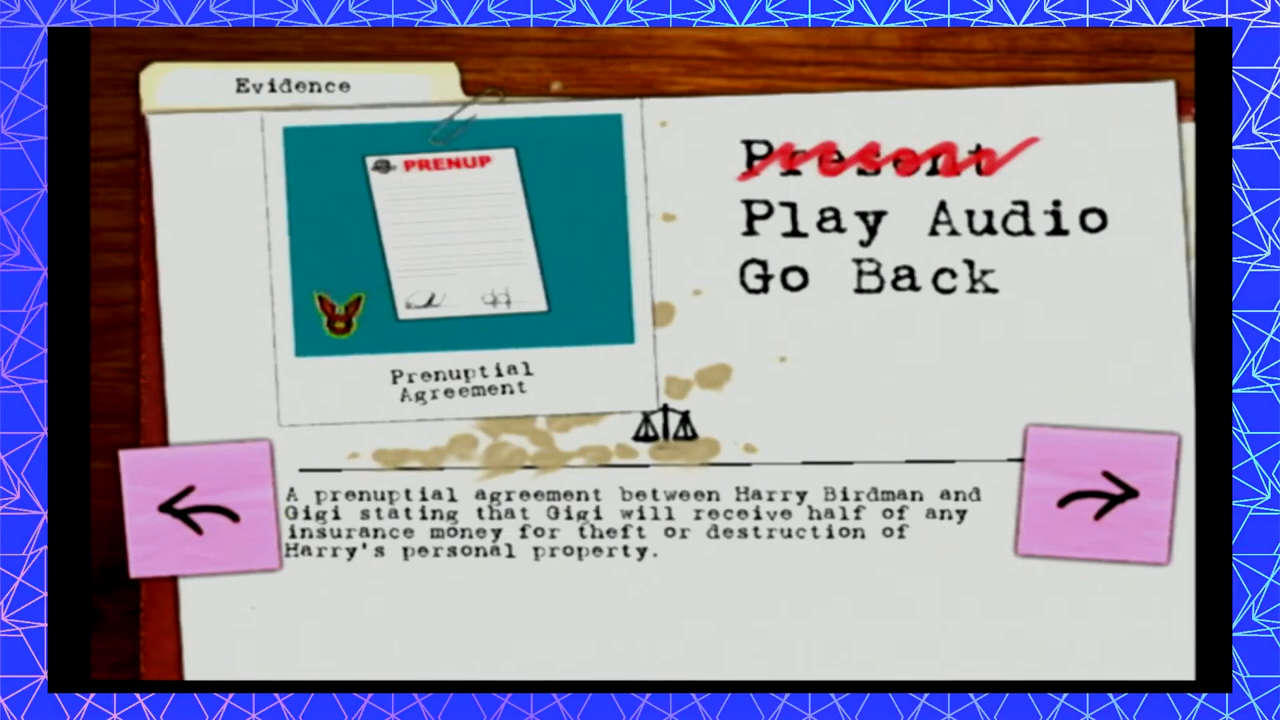 Evidence
PRENUP
Prenuptial
Agreement
Present
Play Audio
Go Back
A prenuptial agreement between Harry Birdman and
Gigi stating that Gigi will receive half of any
insurance money for theft or destruction of
Harry's personal property.